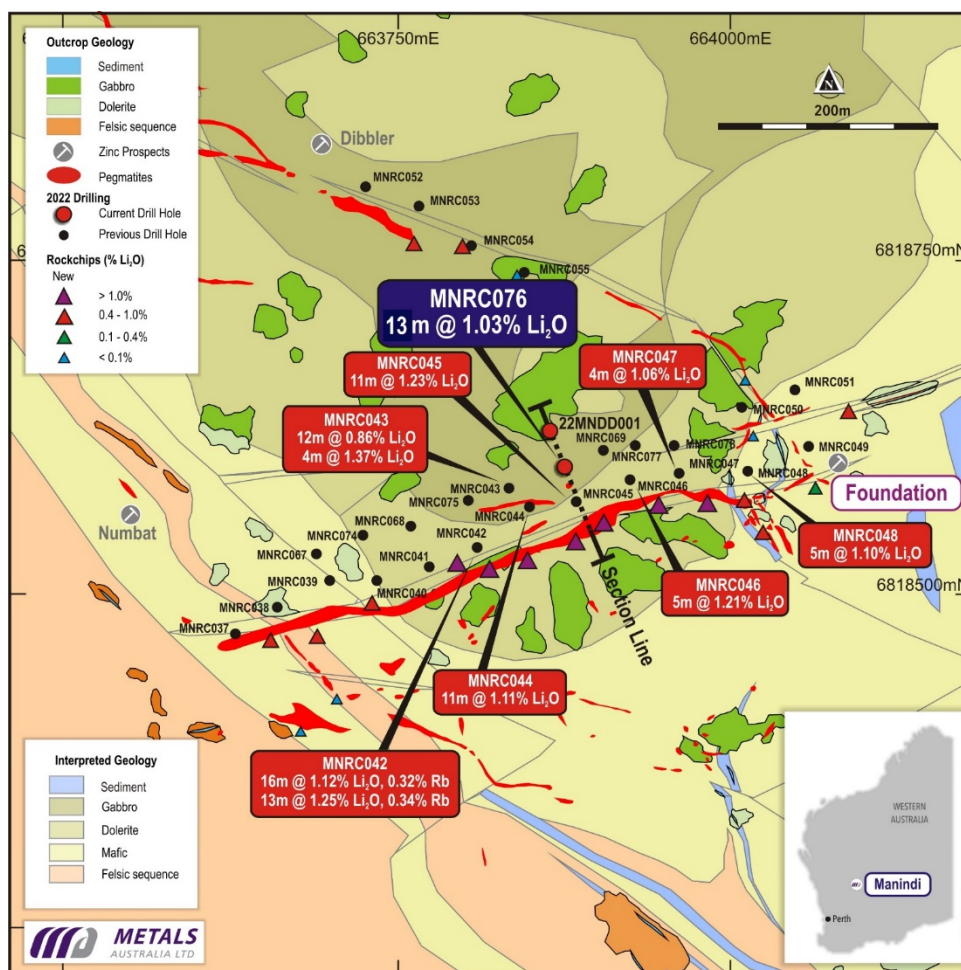 663750mE
664000mE
Outcrop Geology
Sediment
Gabbro
Dolerite
Felsic sequence
Zinc Prospects
Pegmatites
2022 Drilling
Current Drill Hole
Previous Drill Hole
Rockchips (% Li₂O)
New
> 1.0%
0.4 - 1.0%
0.1 - 0.4%
< 0.1%
N
200m
Dibbler
MNRC052
MNRC053
MNRC054
MNRC055
6818750mN
MNRC076
13m @ 1.03% Li₂O
MNRC045
11m @ 1.23% Li₂O
MNRC047
4m @ 1.06% Li₂O
MNRC043
12m @ 0.86% Li₂O
4m @ 1.37% Li₂O
22MNDD001
MNRC051
MNRC050
MNRC069
MNRC077
MNRC078
MNRC049
MNRC047
MNRC048
MNRC046
MNRC045
MNRC043
MNRC075
MNRC044
Foundation
Numbat
MNRC068
MNRC074
MNRC042
MNRC067
MNRC041
MNRC039
MNRC040
MNRC038
MNRC037
MNRC048
5m @ 1.10% Li₂O
MNRC046
5m @ 1.21% Li₂O
6818500mN
Section Line
MNRC044
11m @ 1.11% Li₂O
MNRC042
16m @ 1.12% Li₂O, 0.32% Rb
13m @ 1.25% Li₂O, 0.34% Rb
Interpreted Geology
Sediment
Gabbro
Dolerite
Mafic
Felsic sequence
METALS
AUSTRALIA LTD
WESTERN
AUSTRALIA
Manindi
Perth